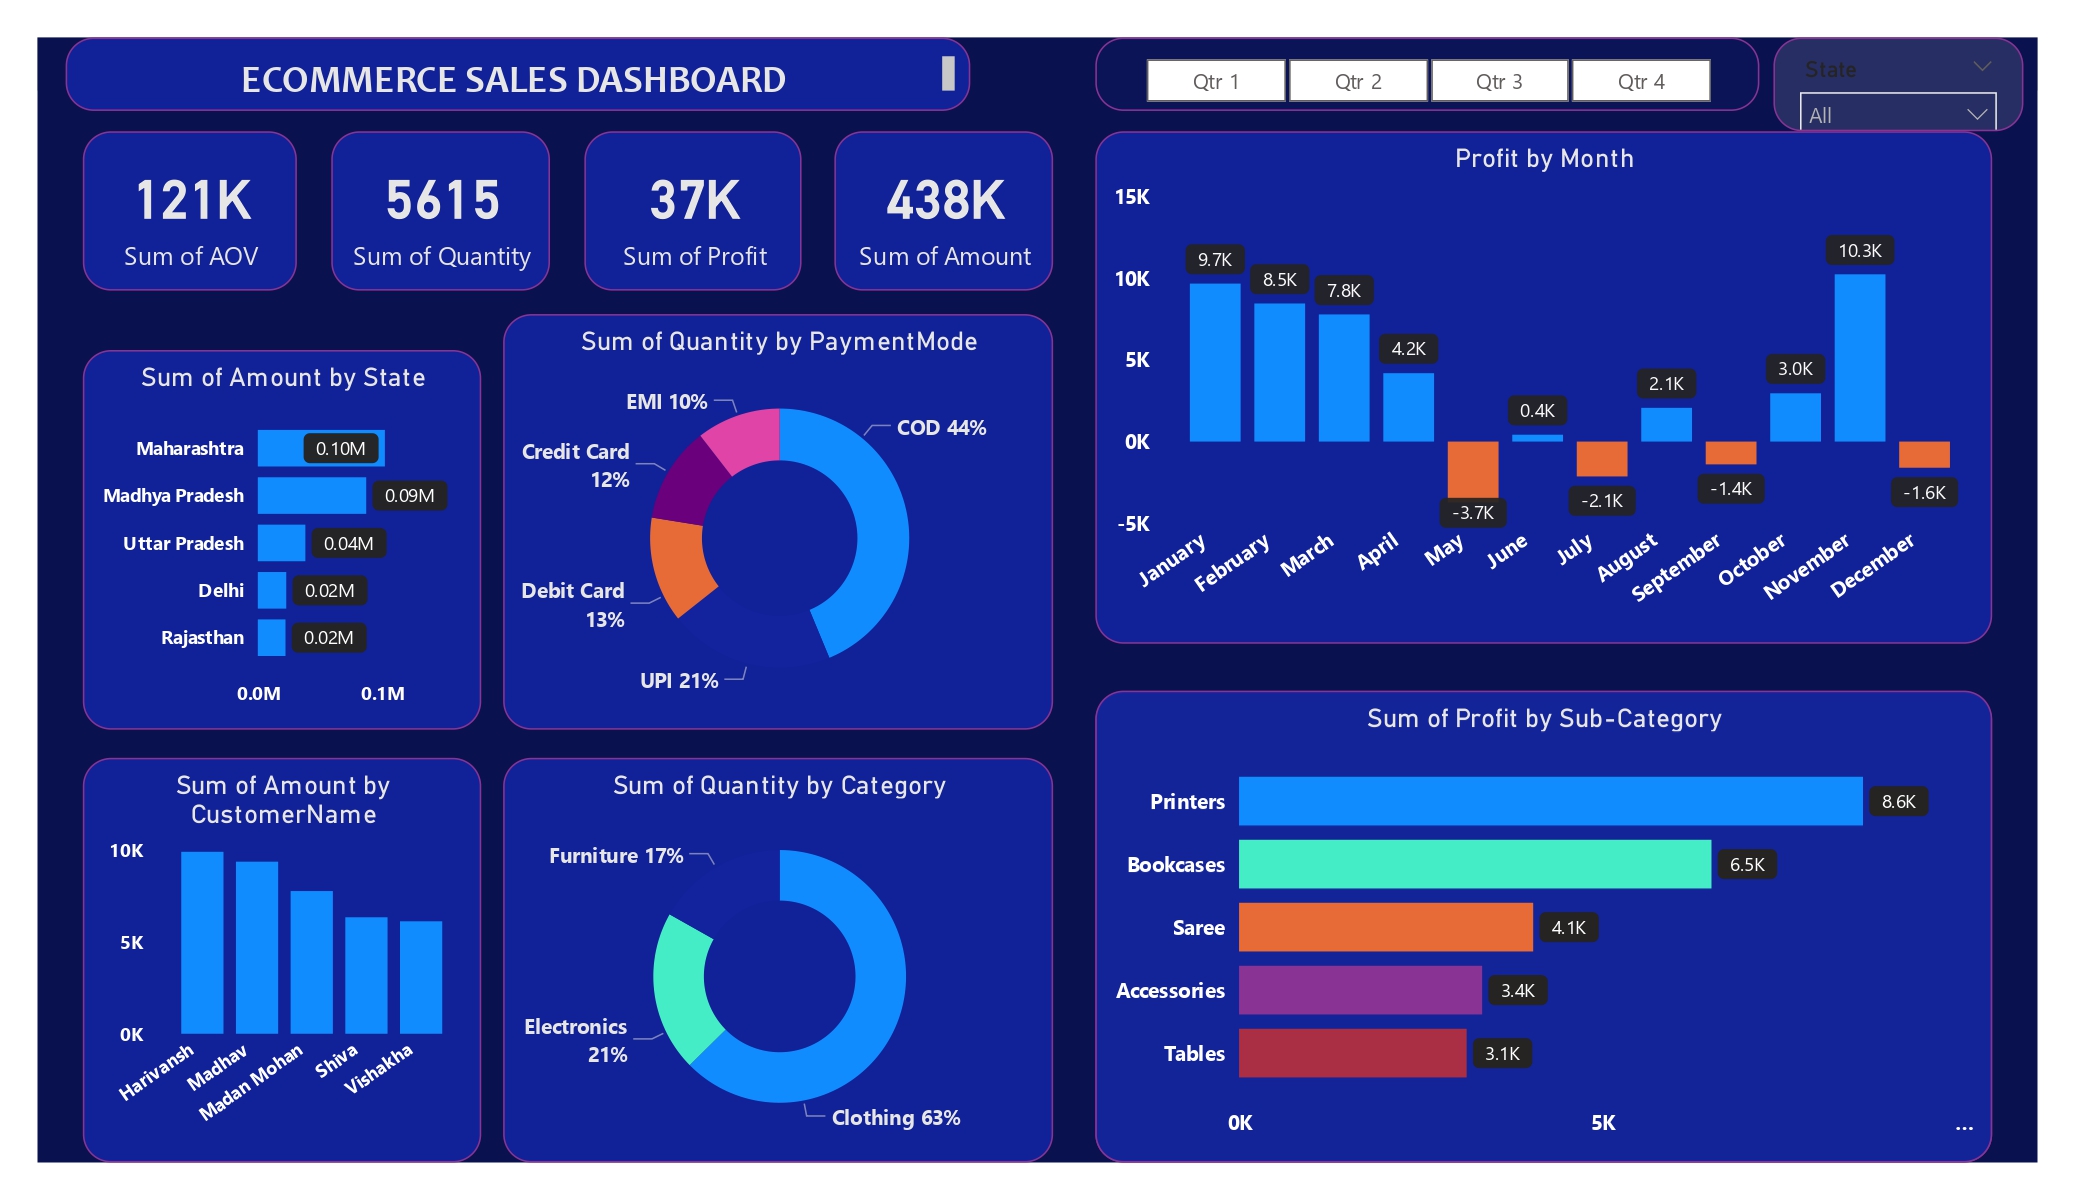 ECOMMERCE SALES DASHBOARD
Qtr 1
Qtr 2
Qtr 3
Qtr 4
State
All
121K
Sum of AOV
5615
Sum of Quantity
37K
Sum of Profit
438K
Sum of Amount
Sum of Amount by State
Maharashtra
0.10M
Madhya Pradesh
0.09M
Uttar Pradesh
0.04M
Delhi
0.02M
Rajasthan
0.02M
0.0M
0.1M
Sum of Quantity by PaymentMode
EMI 10%
COD 44%
Credit Card
12%
Debit Card
13%
UPI 21%
Profit by Month
15K
10K
5K
0K
-5K
9.7K
8.5K
7.8K
4.2K
-3.7K
0.4K
-2.1K
2.1K
-1.4K
3.0K
10.3K
-1.6K
January
February
March
April
May
June
July
August
September
October
November
December
Sum of Amount by
CustomerName
10K
5K
0K
Harivansh
Madhav
Madan Mohan
Shiva
Vishakha
Sum of Quantity by Category
Furniture 17%
Electronics
21%
Clothing 63%
Sum of Profit by Sub-Category
Printers
8.6K
Bookcases
6.5K
Saree
4.1K
Accessories
3.4K
Tables
3.1K
0K
5K
...